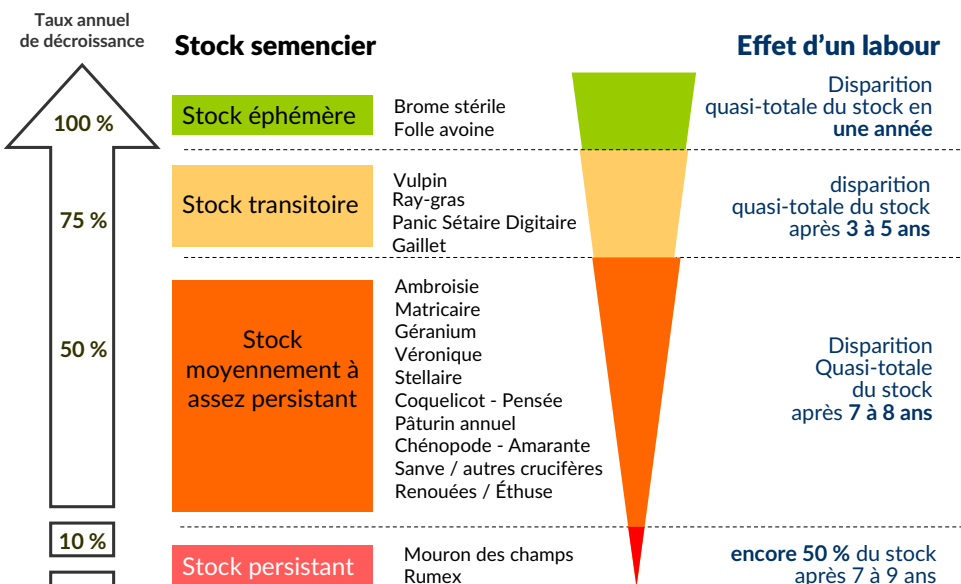 Taux annuel
de décroissance
Stock semencier
Effet d'un labour
100 %
Stock éphémère
Brome stérile
Folle avoine
Disparition
quasi-totale du stock en
une année
75 %
Stock transitoire
Vulpin
Ray-gras
Panic Sétaire Digitaire
Gaillet
disparition
quasi-totale du stock
après 3 à 5 ans
50 %
Stock
moyennement à
assez persistant
Ambroisie
Matricaire
Géranium
Véronique
Stellaire
Coquelicot - Pensée
Pâturin annuel
Chénopode - Amarante
Sanve / autres crucifères
Renouées / Éthuse
Disparition
Quasi-totale
du stock
après 7 à 8 ans
10 %
Stock persistant
Mouron des champs
Rumex
encore 50 % du stock
après 7 à 9 ans